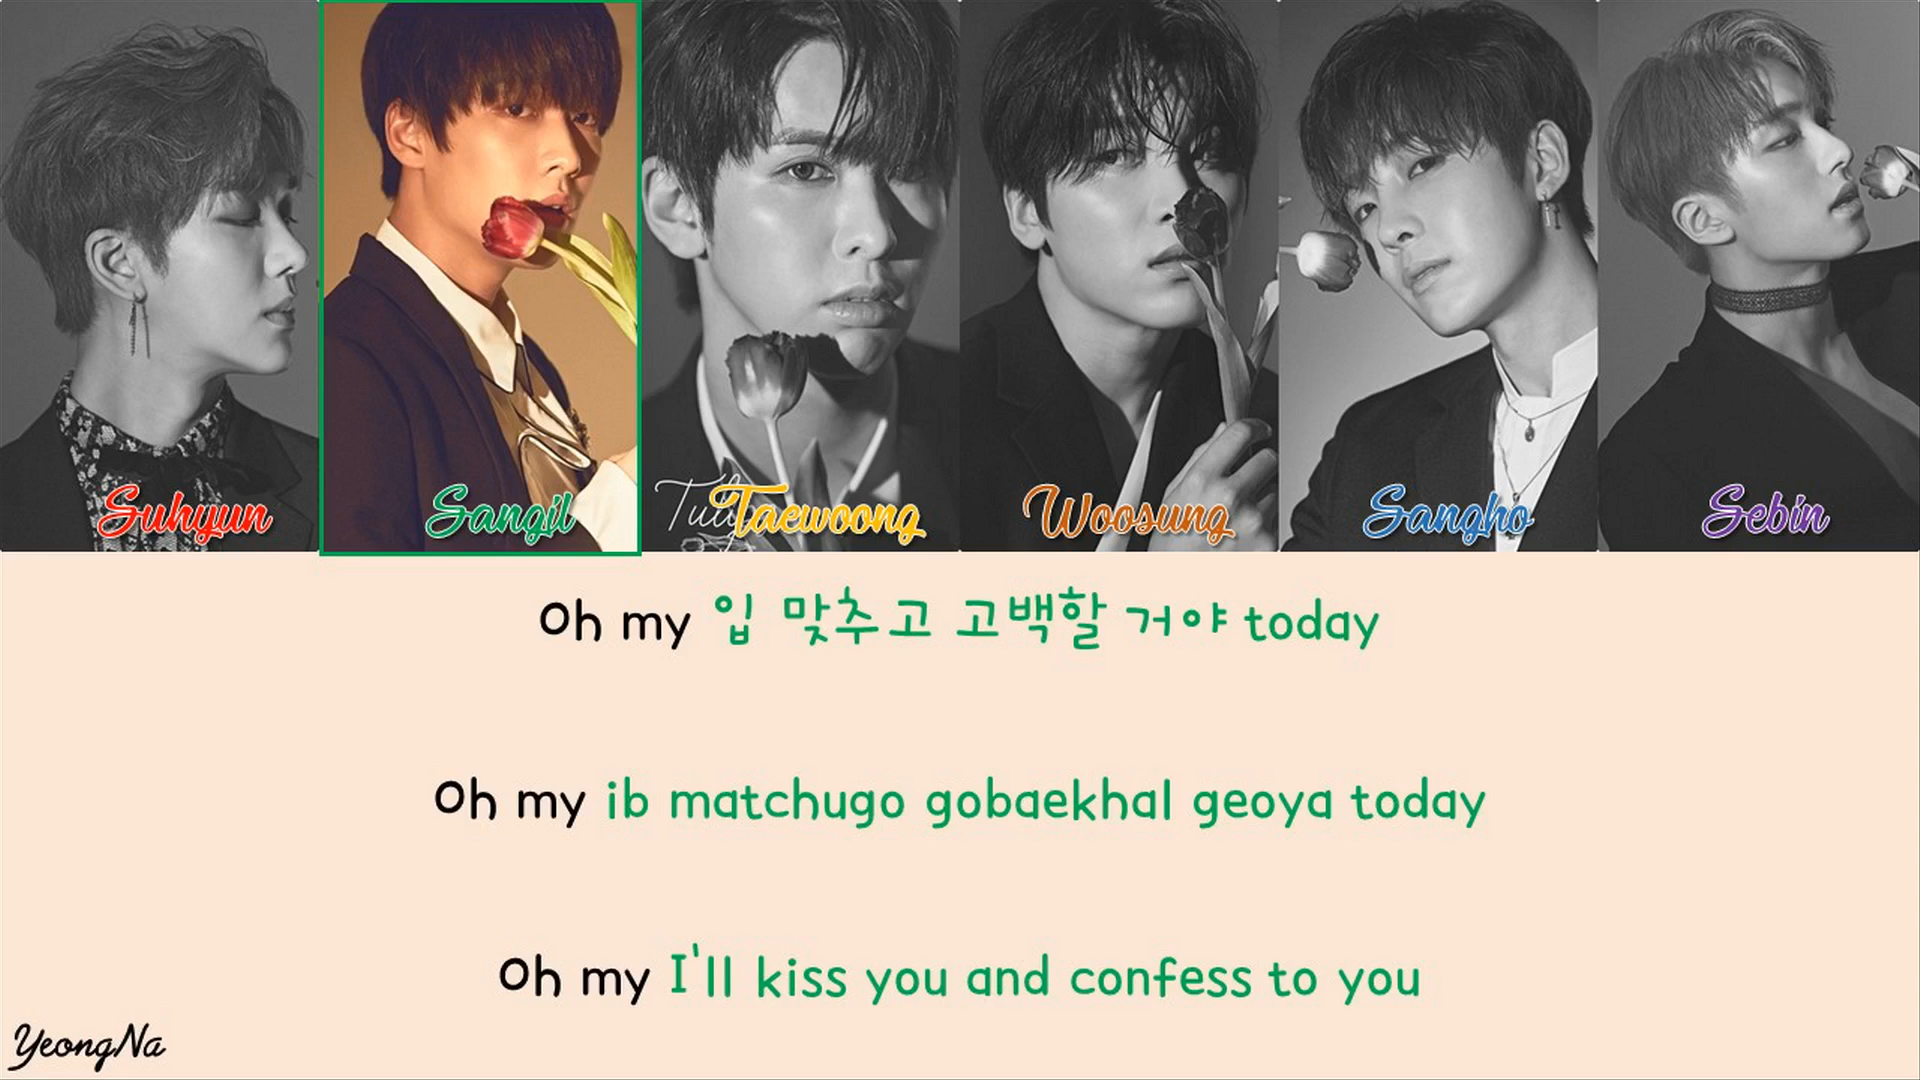 Suhyun Sangil Taewoong Woosung Sangho Sebin
Oh my 입 맞추고 고백할 거야 today
Oh my ib matchugo gobaekhal geoya today
Oh my I'll kiss you and confess to you
YeongNa